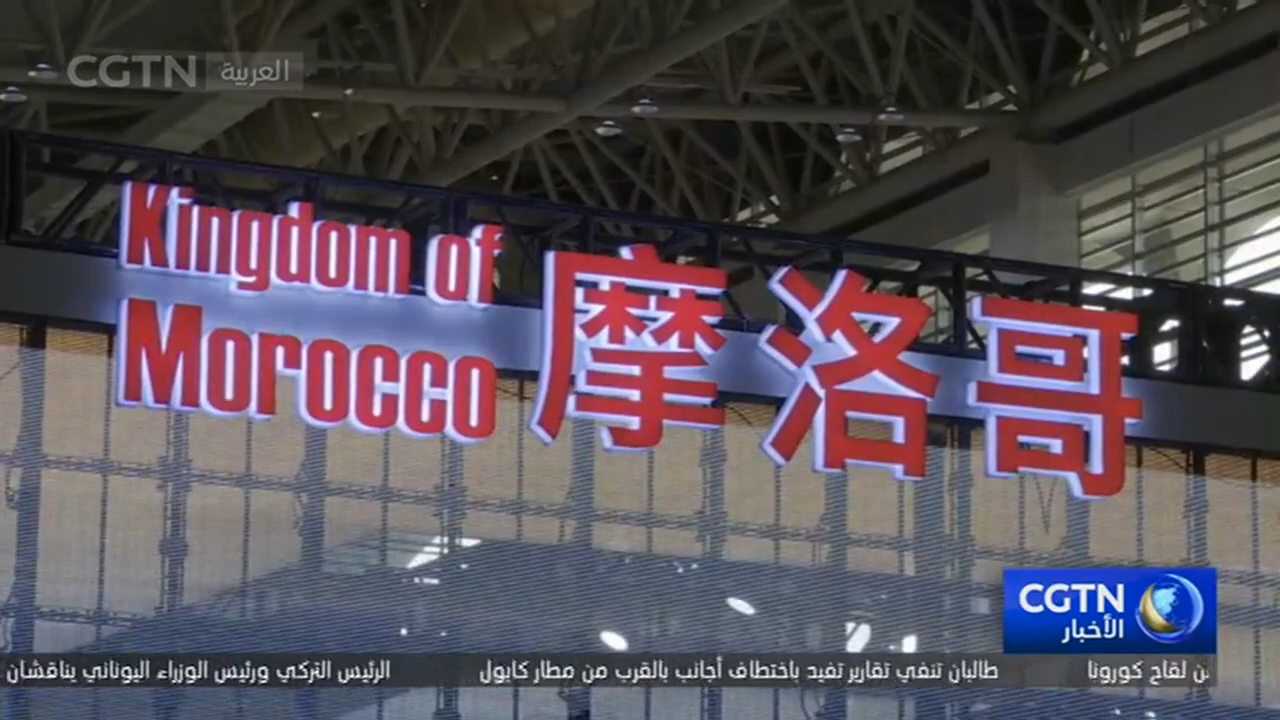 CGTN العربية
Kingdom of
Morocco
摩洛哥
CGTN
الأخبار
لقاح كورونا
طالبان تنفي تقارير تفيد باختطاف أجانب بالقرب من مطار كابول
الرئيس التركي ورئيس الوزراء اليوناني يناقشان